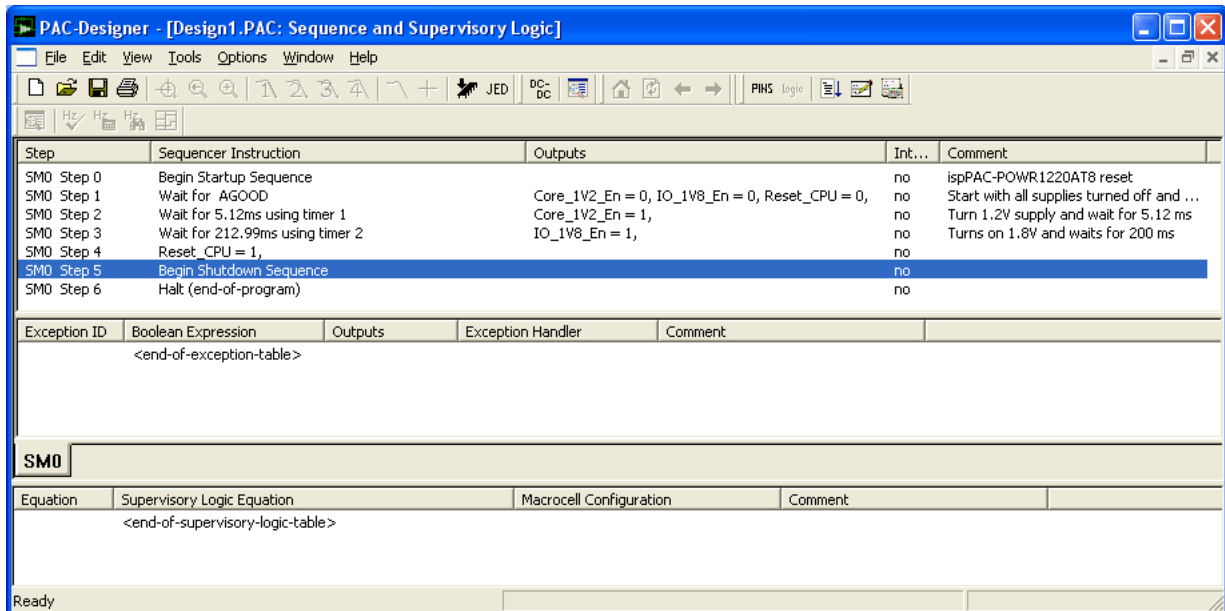 PAC-Designer - [Design1.PAC: Sequence and Supervisory Logic]
File Edit View Tools Options Window Help
JED DC-DC PINS logic
Hz Hz Hz
Step Sequencer Instruction Outputs Int... Comment
SM0 Step 0 Begin Startup Sequence no ispPAC-POWR1220AT8 reset
SM0 Step 1 Wait for AGOOD Core_1V2_En = 0, IO_1V8_En = 0, Reset_CPU = 0, no Start with all supplies turned off and ...
SM0 Step 2 Wait for 5.12ms using timer 1 Core_1V2_En = 1, no Turn 1.2V supply and wait for 5.12 ms
SM0 Step 3 Wait for 212.99ms using timer 2 IO_1V8_En = 1, no Turns on 1.8V and waits for 200 ms
SM0 Step 4 Reset_CPU = 1, no
SM0 Step 5 Begin Shutdown Sequence no
SM0 Step 6 Halt (end-of-program) no
Exception ID Boolean Expression Outputs Exception Handler Comment
<end-of-exception-table>
SM0
Equation Supervisory Logic Equation Macrocell Configuration Comment
<end-of-supervisory-logic-table>
Ready